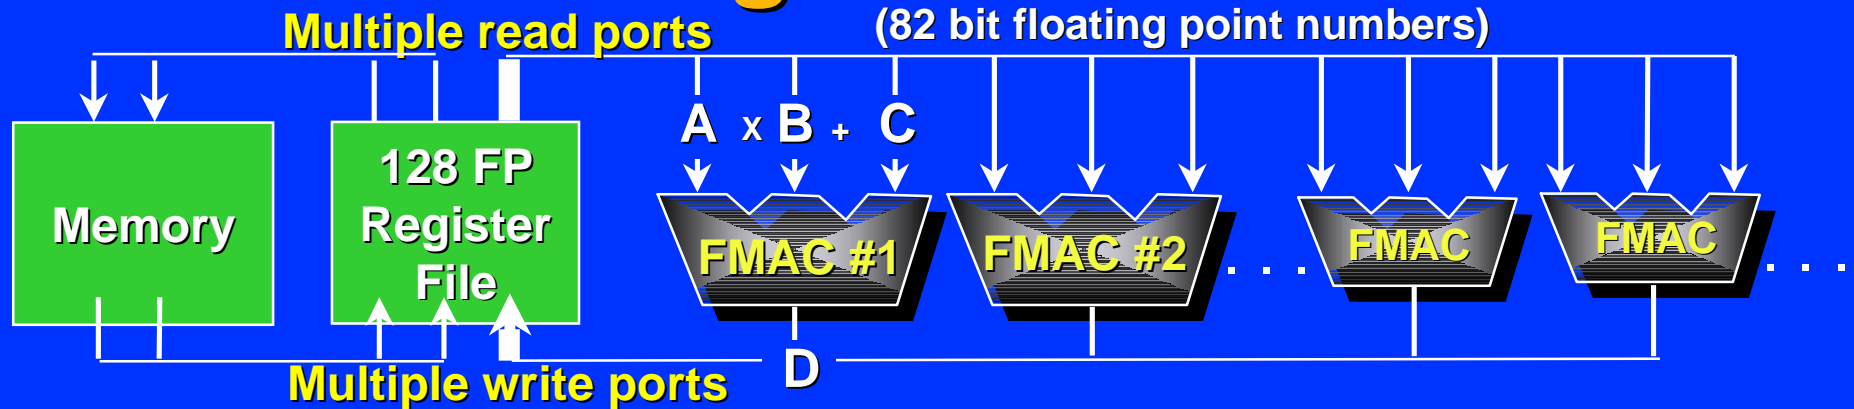 Multiple read ports
(82 bit floating point numbers)
A x B + C
Memory
128 FP
Register
File
FMAC #1
FMAC #2
. . .
FMAC
FMAC
. . .
D
Multiple write ports